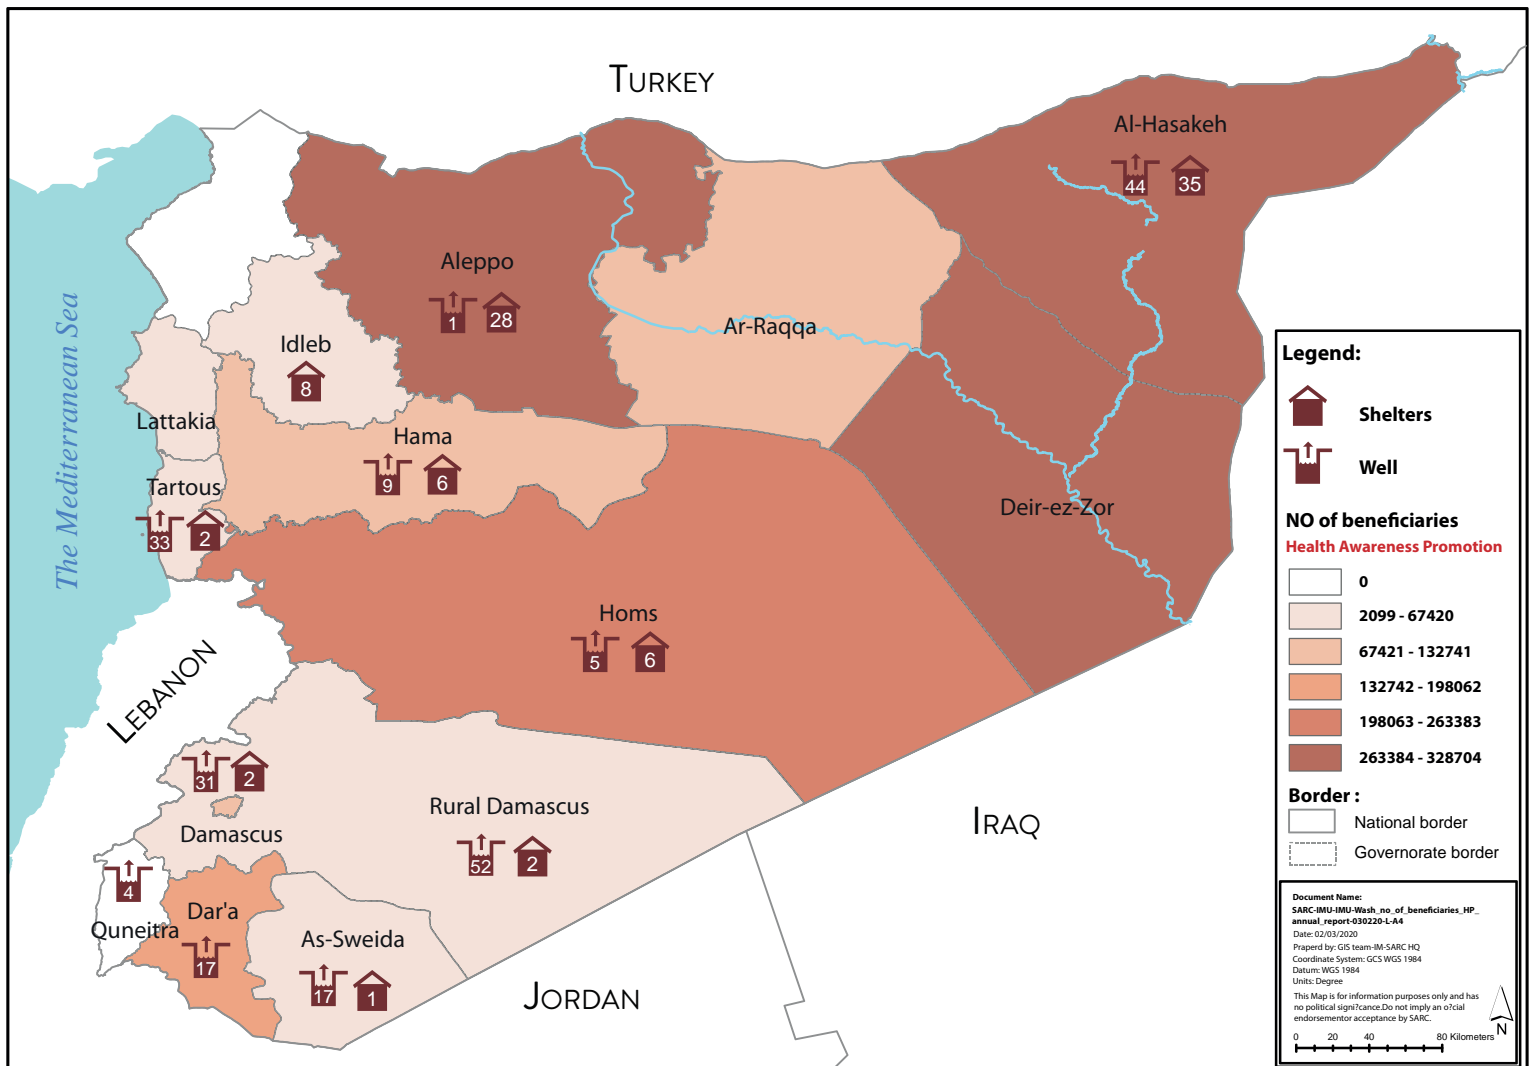 TURKEY
Al-Hasakeh
44
35
Aleppo
1
28
Ar-Raqqa
Idleb
8
The Mediterranean Sea
Lattakia
Hama
9
6
Tartous
33
2
Deir-ez-Zor
Homs
5
6
LEBANON
31
2
Rural Damascus
52
2
Damascus
IRAQ
4
Quneitra
Dar'a
17
As-Sweida
17
1
JORDAN
Legend:
Shelters
Well
NO of beneficiaries
Health Awareness Promotion
0
2099 - 67420
67421 - 132741
132742 - 198062
198063 - 263383
263384 - 328704
Border :
National border
Governorate border
Document Name:
SARC-IMU-IMU-Wash_no_of_beneficiaries_HP_
annual_report-030220-L-A4
Date: 02/03/2020
Praperd by: GIS team-IM-SARC HQ
Coordinate System: GCS WGS 1984
Datum: WGS 1984
Units: Degree
This Map is for information purposes only and has
no political signi?cance.Do not imply an o?cial
endorsementor acceptance by SARC.
N
0 20 40 80 Kilometers